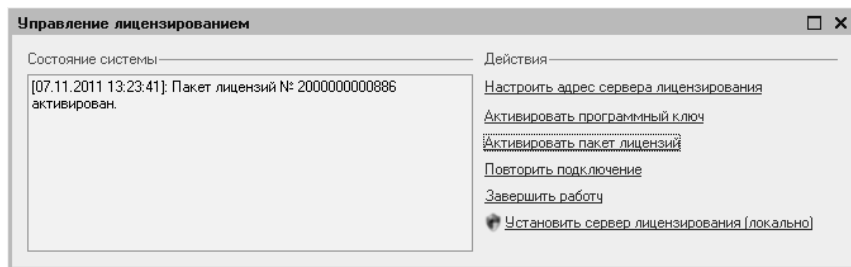 Управление лицензированием
Состояние системы
[07.11.2011 13:23:41]: Пакет лицензий № 2000000000886
активирован.
Действия
Настроить адрес сервера лицензирования
Активировать программный ключ
Активировать пакет лицензий
Повторить подключение
Завершить работу
Установить сервер лицензирования (локально)